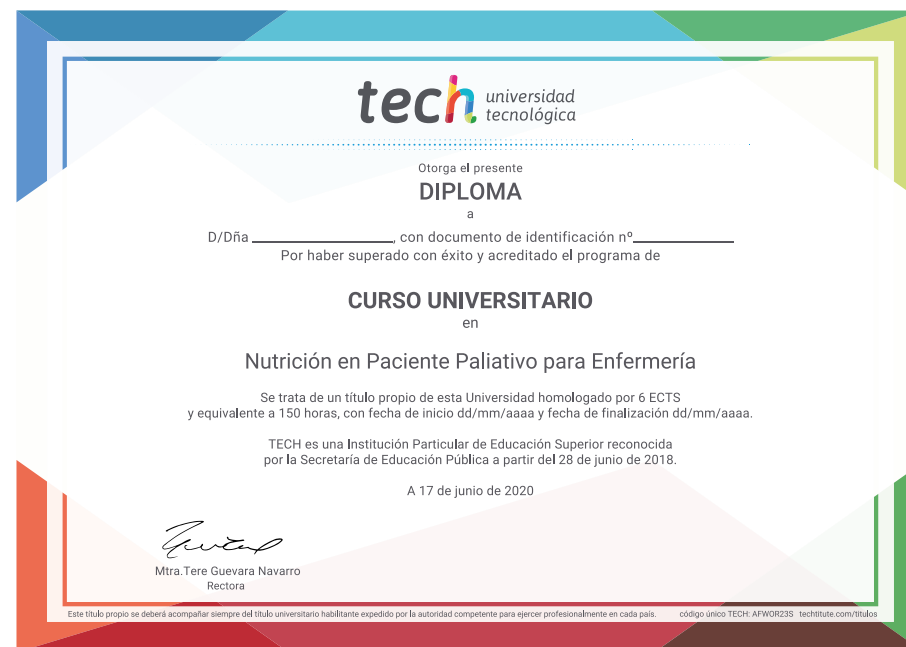 tech universidad
tecnológica
Otorga el presente
DIPLOMA
a
D/Dña ____________________, con documento de identificación nº______________
Por haber superado con éxito y acreditado el programa de
CURSO UNIVERSITARIO
en
Nutrición en Paciente Paliativo para Enfermería
Se trata de un título propio de esta Universidad homologado por 6 ECTS
y equivalente a 150 horas, con fecha de inicio dd/mm/aaaa y fecha de finalización dd/mm/aaaa.
TECH es una Institución Particular de Educación Superior reconocida
por la Secretaría de Educación Pública a partir del 28 de junio de 2018.
A 17 de junio de 2020
Mtra.Tere Guevara Navarro
Rectora
Este título propio se deberá acompañar siempre del título universitario habilitante expedido por la autoridad competente para ejercer profesionalmente en cada país. código único TECH: AFWOR23S techtitute.com/titulos